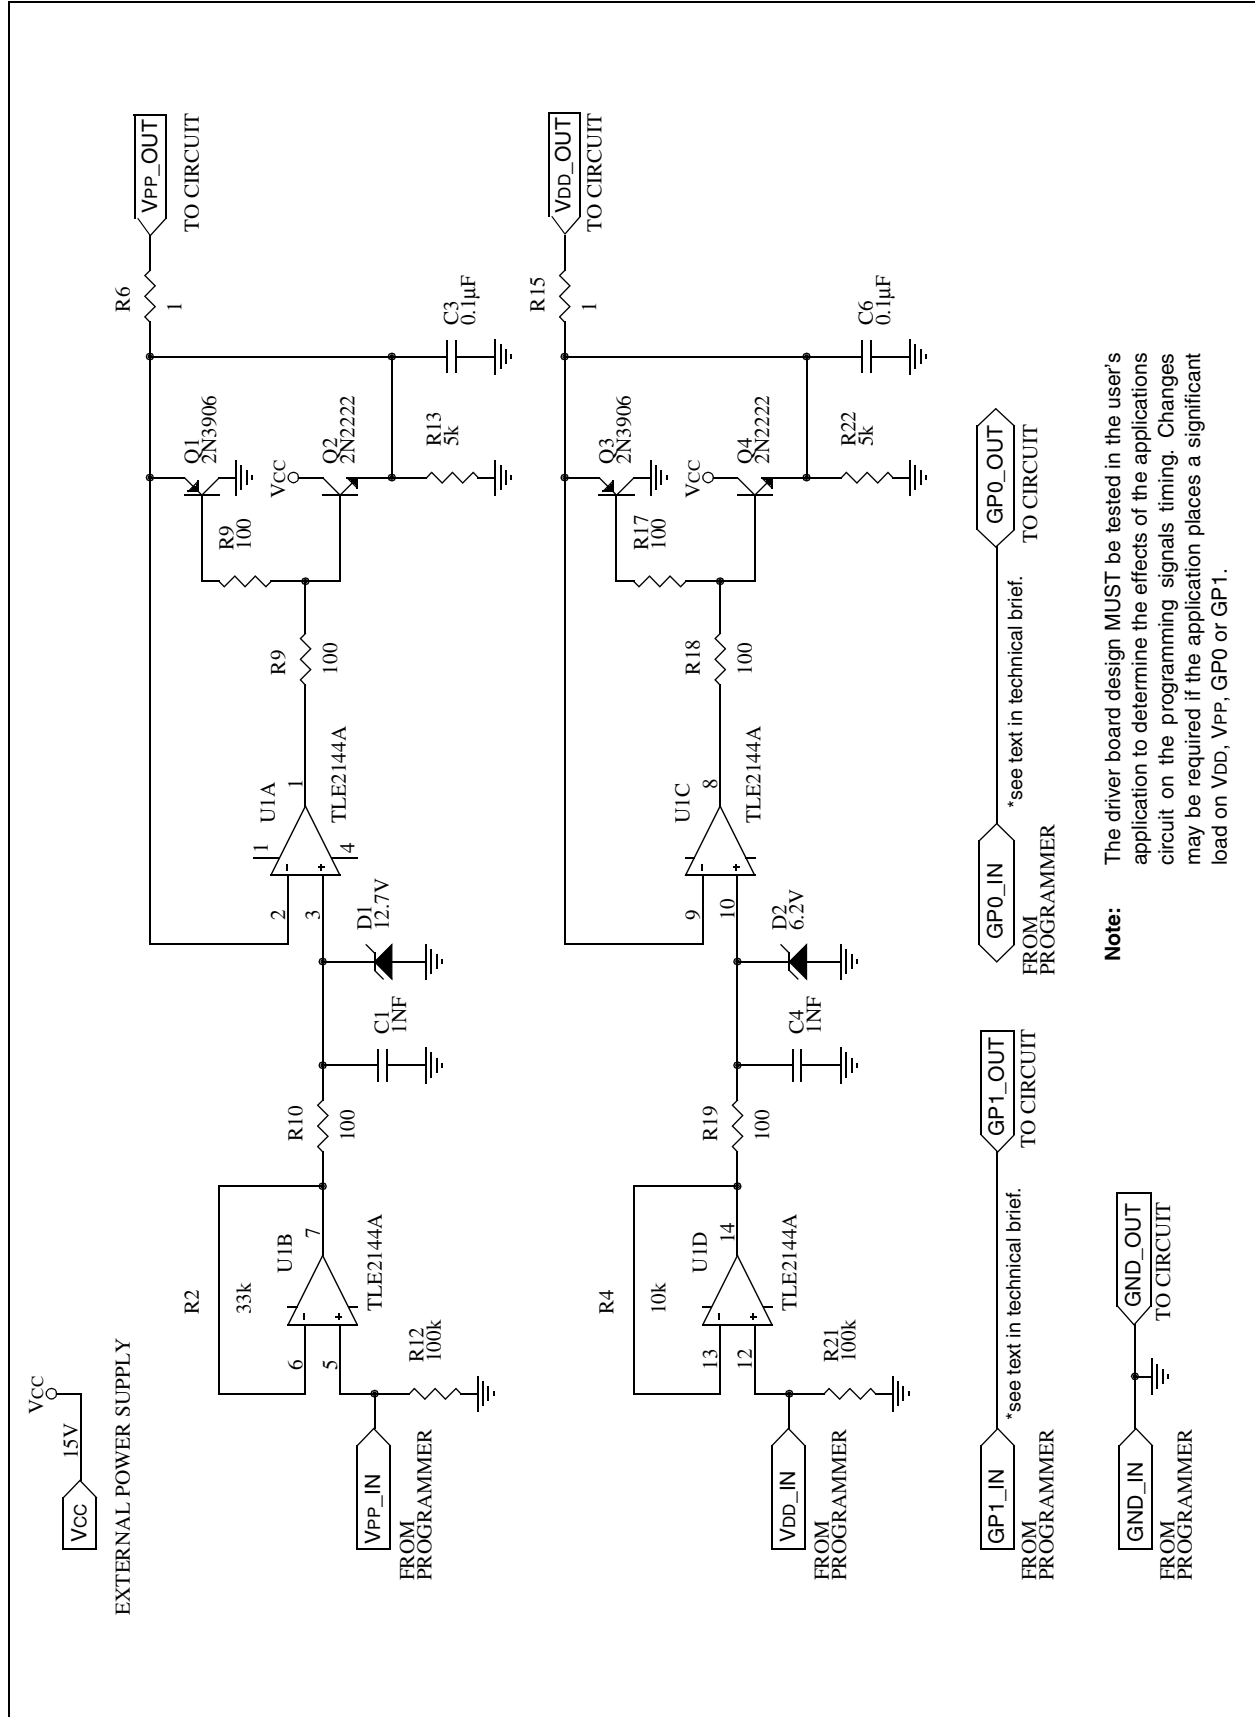 VCC
15V
VCC
EXTERNAL POWER SUPPLY
R2
33k
U1B
6
5
7
TLE2144A
VPP_IN
FROM
PROGRAMMER
R12
100k
R10
100
C1
1NF
D1
12.7V
U1A
2
3
1
4
1
TLE2144A
R9
100
R9
100
Q1
2N3906
VCC
Q2
2N2222
R13
5k
C3
0.1µF
R6
1
VPP_OUT
TO CIRCUIT
R4
10k
U1D
13
12
14
TLE2144A
VDD_IN
FROM
PROGRAMMER
R21
100k
R19
100
C4
1NF
D2
6.2V
U1C
9
10
8
TLE2144A
R18
100
R17
100
Q3
2N3906
VCC
Q4
2N2222
R22
5k
C6
0.1µF
R15
1
VDD_OUT
TO CIRCUIT
GP1_IN
FROM
PROGRAMMER
*see text in technical brief.
GP1_OUT
TO CIRCUIT
GP0_IN
FROM
PROGRAMMER
*see text in technical brief.
GP0_OUT
TO CIRCUIT
GND_IN
FROM
PROGRAMMER
GND_OUT
TO CIRCUIT
Note: The driver board design MUST be tested in the user's
application to determine the effects of the applications
circuit on the programming signals timing. Changes
may be required if the application places a significant
load on VDD, VPP, GP0 or GP1.